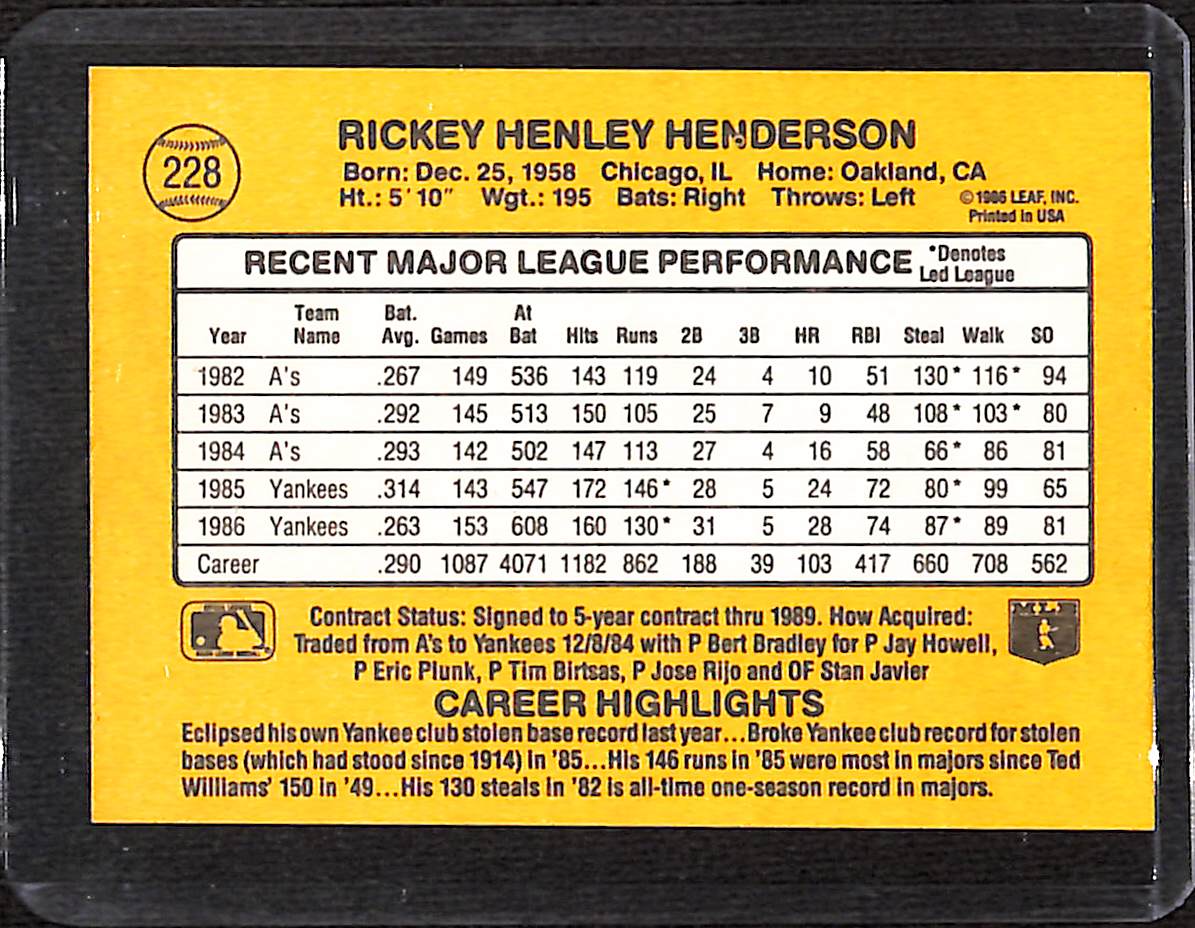 228
RICKEY HENLEY HENDERSON
Born: Dec. 25, 1958 Chicago, IL Home: Oakland, CA
Ht.: 5'10" Wgt.: 195 Bats: Right Throws: Left
©1986 LEAF, INC.
Printed in USA
RECENT MAJOR LEAGUE PERFORMANCE
*Denotes
Led League
Year Team Name Bat. Avg. Games At Bat Hits Runs 2B 3B HR RBI Steal Walk SO
1982 A's .267 149 536 143 119 24 4 10 51 130* 116* 94
1983 A's .292 145 513 150 105 25 7 9 48 108* 103* 80
1984 A's .293 142 502 147 113 27 4 16 58 66* 86 81
1985 Yankees .314 143 547 172 146* 28 5 24 72 80* 99 65
1986 Yankees .263 153 608 160 130* 31 5 28 74 87* 89 81
Career .290 1087 4071 1182 862 188 39 103 417 660 708 562
Contract Status: Signed to 5-year contract thru 1989. How Acquired:
Traded from A's to Yankees 12/8/84 with P Bert Bradley for P Jay Howell,
P Eric Plunk, P Tim Birtsas, P Jose Rijo and OF Stan Javier
MLB
CAREER HIGHLIGHTS
Eclipsed his own Yankee club stolen base record last year...Broke Yankee club record for stolen
bases (which had stood since 1914) in '85...His 146 runs in '85 were most in majors since Ted
Williams' 150 in '49...His 130 steals in '82 is all-time one-season record in majors.